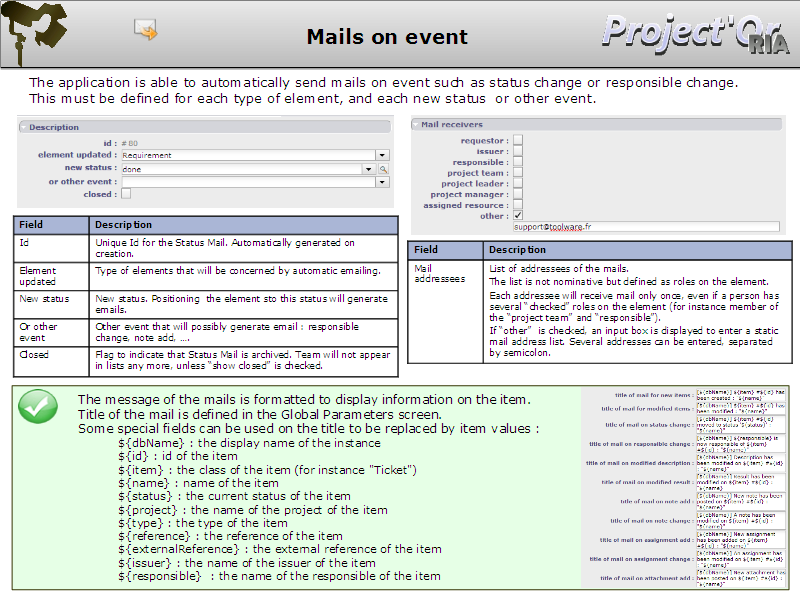 Mails on event
Project'Or
RIA
The application is able to automatically send mails on event such as status change or responsible change.
This must be defined for each type of element, and each new status or other event.
Description
id : # 80
element updated : Requirement
new status : done
or other event :
closed :
Field Description
Id Unique Id for the Status Mail. Automatically generated on
creation.
Element Type of elements that will be concerned by automatic emailing.
updated
New status New status. Positioning the element sto this status will generate
emails.
Or other Other event that will possibly generate email : responsible
event change, note add, ....
Closed Flag to indicate that Status Mail is archived. Team will not appear
in lists any more, unless "show closed" is checked.
Mail receivers
requestor :
issuer :
responsible :
project team :
project leader :
project manager :
assigned resource :
other :
support@toolware.fr
Field Description
Mail List of addressees of the mails.
addressees The list is not nominative but defined as roles on the element.
Each addressee will receive mail only once, even if a person has
several "checked" roles on the element (for instance member of
the "project team" and "responsible").
If "other" is checked, an input box is displayed to enter a static
mail address list. Several addresses can be entered, separated
by semicolon.
The message of the mails is formatted to display information on the item.
Title of the mail is defined in the Global Parameters screen.
Some special fields can be used on the title to be replaced by item values :
${dbName} : the display name of the instance
${id} : id of the item
${item} : the class of the item (for instance "Ticket")
${name} : name of the item
${status} : the current status of the item
${project} : the name of the project of the item
${type} : the type of the item
${reference} : the reference of the item
${externalReference} : the external reference of the item
${issuer} : the name of the issuer of the item
${responsible} : the name of the responsible of the item
title of mail for new items : [${dbName}] ${item} #${id} has
been created : "${name}"
title of mail for modified items : [${dbName}] ${item} #${id} has
been modified : "${name}"
title of mail on status change : [${dbName}] ${item} #${id}
moved to status "${status}" :
"${name}"
title of mail on responsible change : [${dbName}] ${responsible} is
now responsible of ${item}
#${id} : "${name}"
title of mail on modified description : [${dbName}] Description has
been modified on ${item} #${id}
: "${name}"
title of mail on modified result : [${dbName}] Result has been
modified on ${item} #${id} :
"${name}"
title of mail on note add : [${dbName}] New note has been
posted on ${item} #${id} :
"${name}"
title of mail on note change : [${dbName}] A note has been
modified on ${item} #${id} :
"${name}"
title of mail on assignment add : [${dbName}] New assignment
has been added on ${item}
#${id} : "${name}"
title of mail on assignment change : [${dbName}] An assignment has
been modified on ${item} #${id}
: "${name}"
title of mail on attachment add : [${dbName}] New attachment has
been posted on ${item} #${id} :
"${name}"